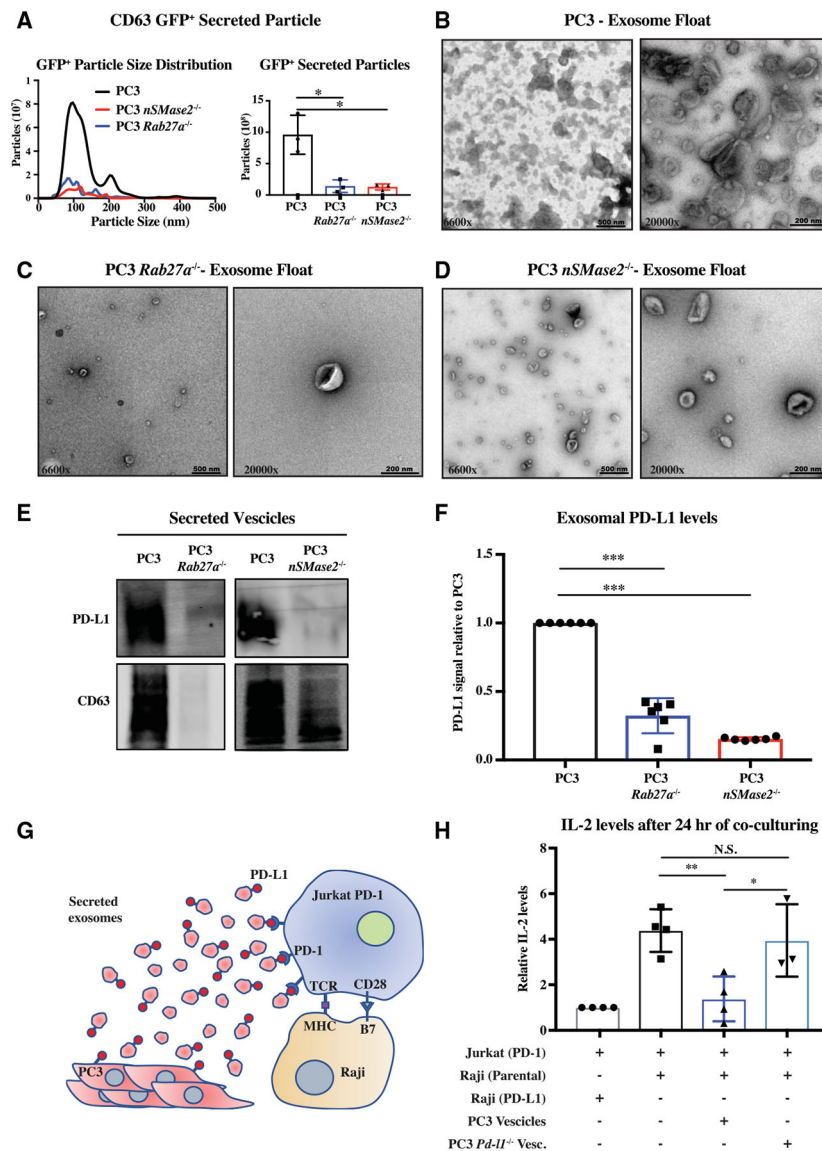 A
CD63 GFP⁺ Secreted Particle
GFP⁺ Particle Size Distribution
Particles (10⁷)
1
8
6
4
2
0
0
100
200
300
400
500
Particle Size (nm)
PC3
PC3 nSMase2⁻/⁻
PC3 Rab27a⁻/⁻
GFP⁺ Secreted Particles
Particles (10⁸)
15
10
5
0
*
*
PC3
PC3 Rab27a⁻/⁻
PC3 nSMase2⁻/⁻
B
PC3 - Exosome Float
6600x
500 nm
20000x
200 nm
C
PC3 Rab27a⁻/⁻- Exosome Float
6600x
500 nm
20000x
200 nm
D
PC3 nSMase2⁻/⁻- Exosome Float
6600x
500 nm
20000x
200 nm
E
Secreted Vescicles
PC3
PC3 Rab27a⁻/⁻
PC3
PC3 nSMase2⁻/⁻
PD-L1
CD63
F
Exosomal PD-L1 levels
PD-L1 signal relative to PC3
1.5
1.0
0.5
0.0
***
***
PC3
PC3 Rab27a⁻/⁻
PC3 nSMase2⁻/⁻
G
Secreted exosomes
PD-L1
Jurkat PD-1
PD-1
TCR
CD28
MHC
B7
Raji
PC3
H
IL-2 levels after 24 hr of co-culturing
Relative IL-2 levels
8
6
4
2
0
N.S.
**
*
Jurkat (PD-1) + + + +
Raji (Parental) - + + +
Raji (PD-L1) + - - -
PC3 Vescicles - - + -
PC3 Pd-l1⁻/⁻ Vesc. - - - +